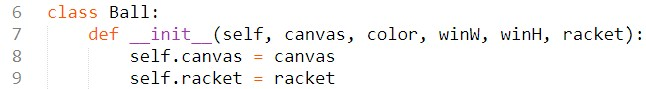 6 class Ball:
7     def __init__(self, canvas, color, winW, winH, racket):
8         self.canvas = canvas
9         self.racket = racket